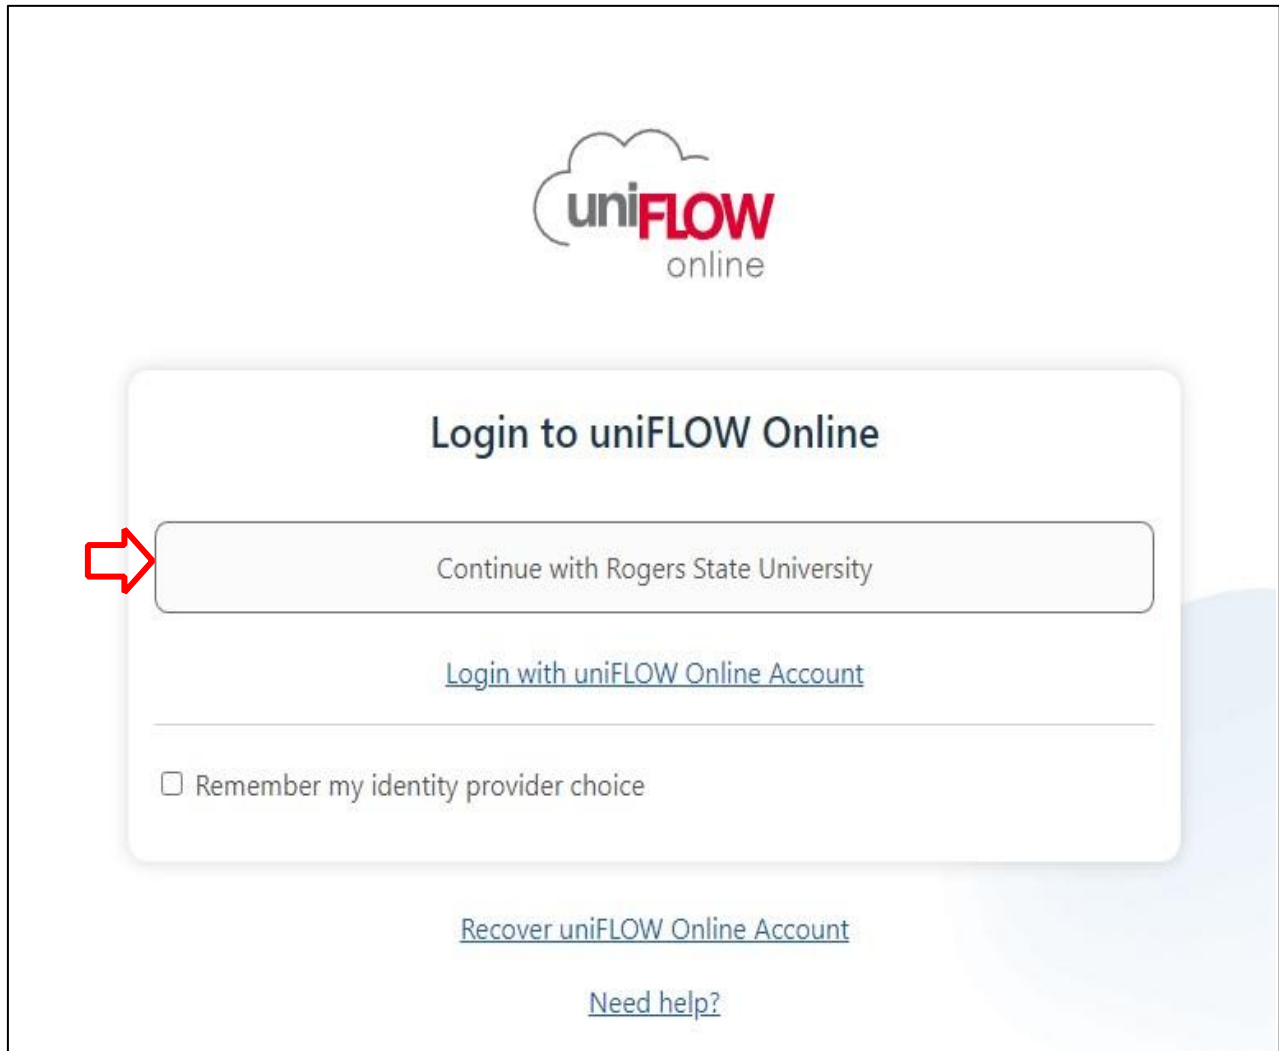 uniFLOW
online
Login to uniFLOW Online
Continue with Rogers State University
Login with uniFLOW Online Account
Remember my identity provider choice
Recover uniFLOW Online Account
Need help?